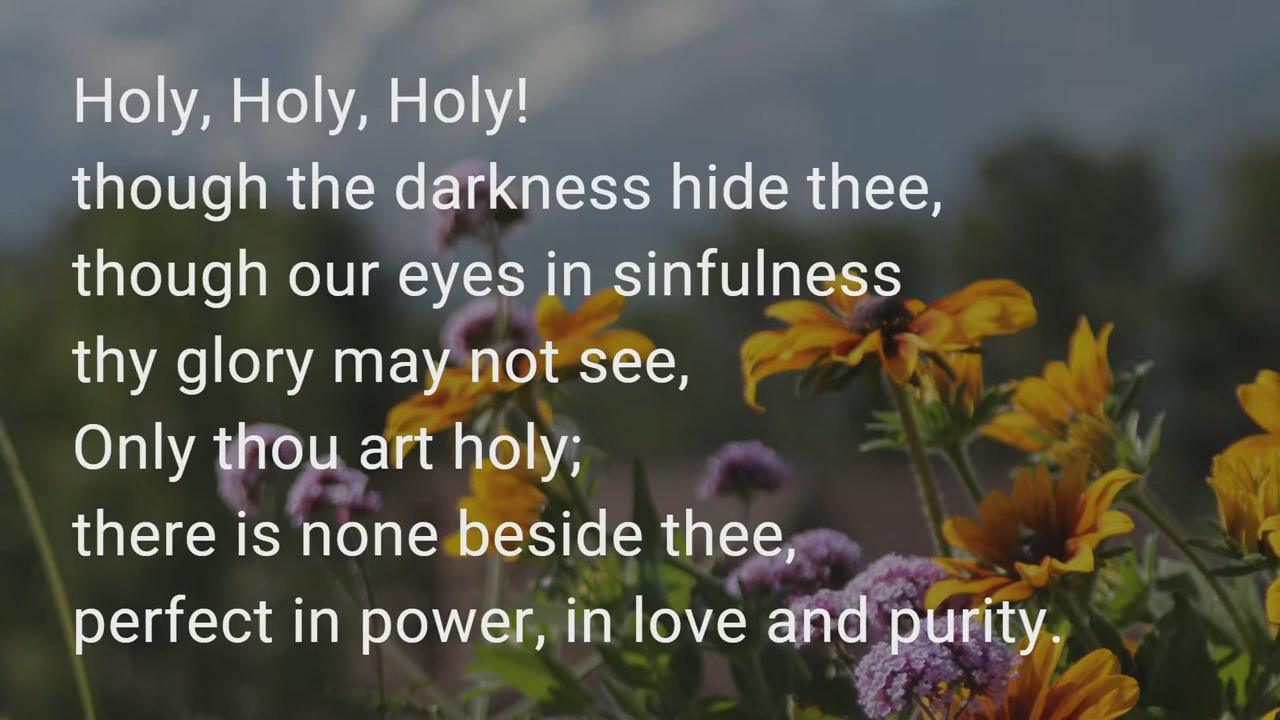 Holy, Holy, Holy!
though the darkness hide thee,
though our eyes in sinfulness
thy glory may not see,
Only thou art holy;
there is none beside thee,
perfect in power, in love and purity.